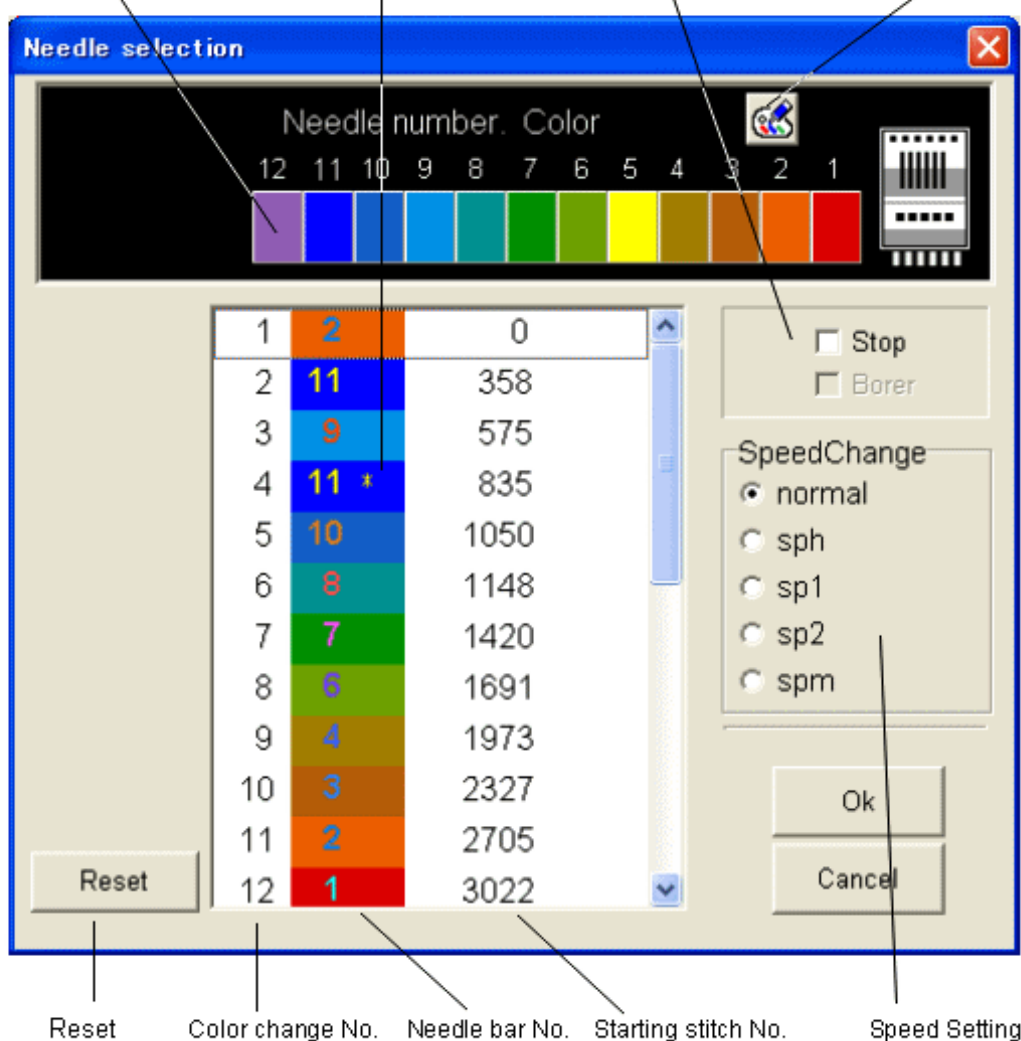 Needle selection
Needle number. Color
12 11 10 9 8 7 6 5 4 3 2 1
1 2 0
2 11 358
3 9 575
4 11 * 835
5 10 1050
6 8 1148
7 7 1420
8 6 1691
9 4 1973
10 3 2327
11 2 2705
12 1 3022
Stop
Borer
SpeedChange
normal
sph
sp1
sp2
spm
Ok
Cancel
Reset
Reset Color change No. Needle bar No. Starting stitch No. Speed Setting